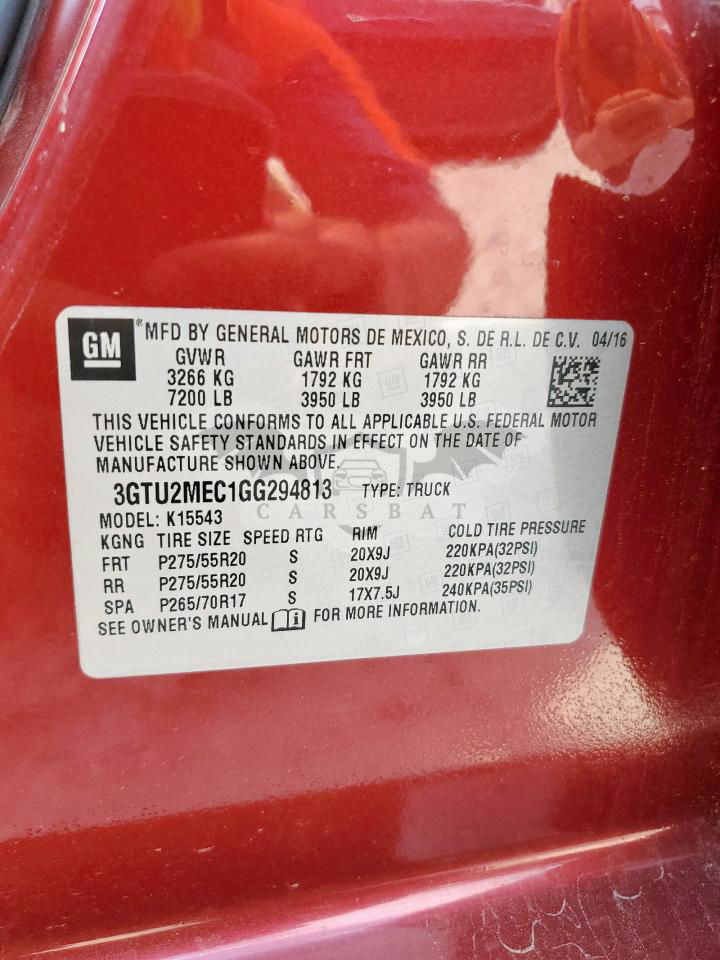 GM
® MFD BY GENERAL MOTORS DE MEXICO, S. DE R.L. DE C.V. 04/16
GVWR GAWR FRT GAWR RR
3266 KG 1792 KG 1792 KG
7200 LB 3950 LB 3950 LB
THIS VEHICLE CONFORMS TO ALL APPLICABLE U.S. FEDERAL MOTOR
VEHICLE SAFETY STANDARDS IN EFFECT ON THE DATE OF
MANUFACTURE SHOWN ABOVE.
3GTU2MEC1GG294813 TYPE: TRUCK
CARSBAT
MODEL: K15543
KGNG TIRE SIZE SPEED RTG RIM COLD TIRE PRESSURE
FRT P275/55R20 S 20X9J 220KPA(32PSI)
RR P275/55R20 S 20X9J 220KPA(32PSI)
SPA P265/70R17 S 17X7.5J 240KPA(35PSI)
SEE OWNER'S MANUAL FOR MORE INFORMATION.